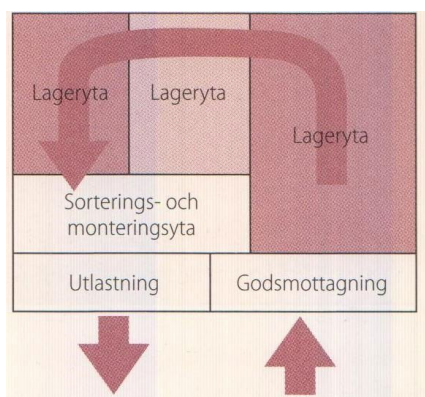 Lageryta
Lageryta
Lageryta
Sorterings- och
monteringsyta
Utlastning
Godsmottagning